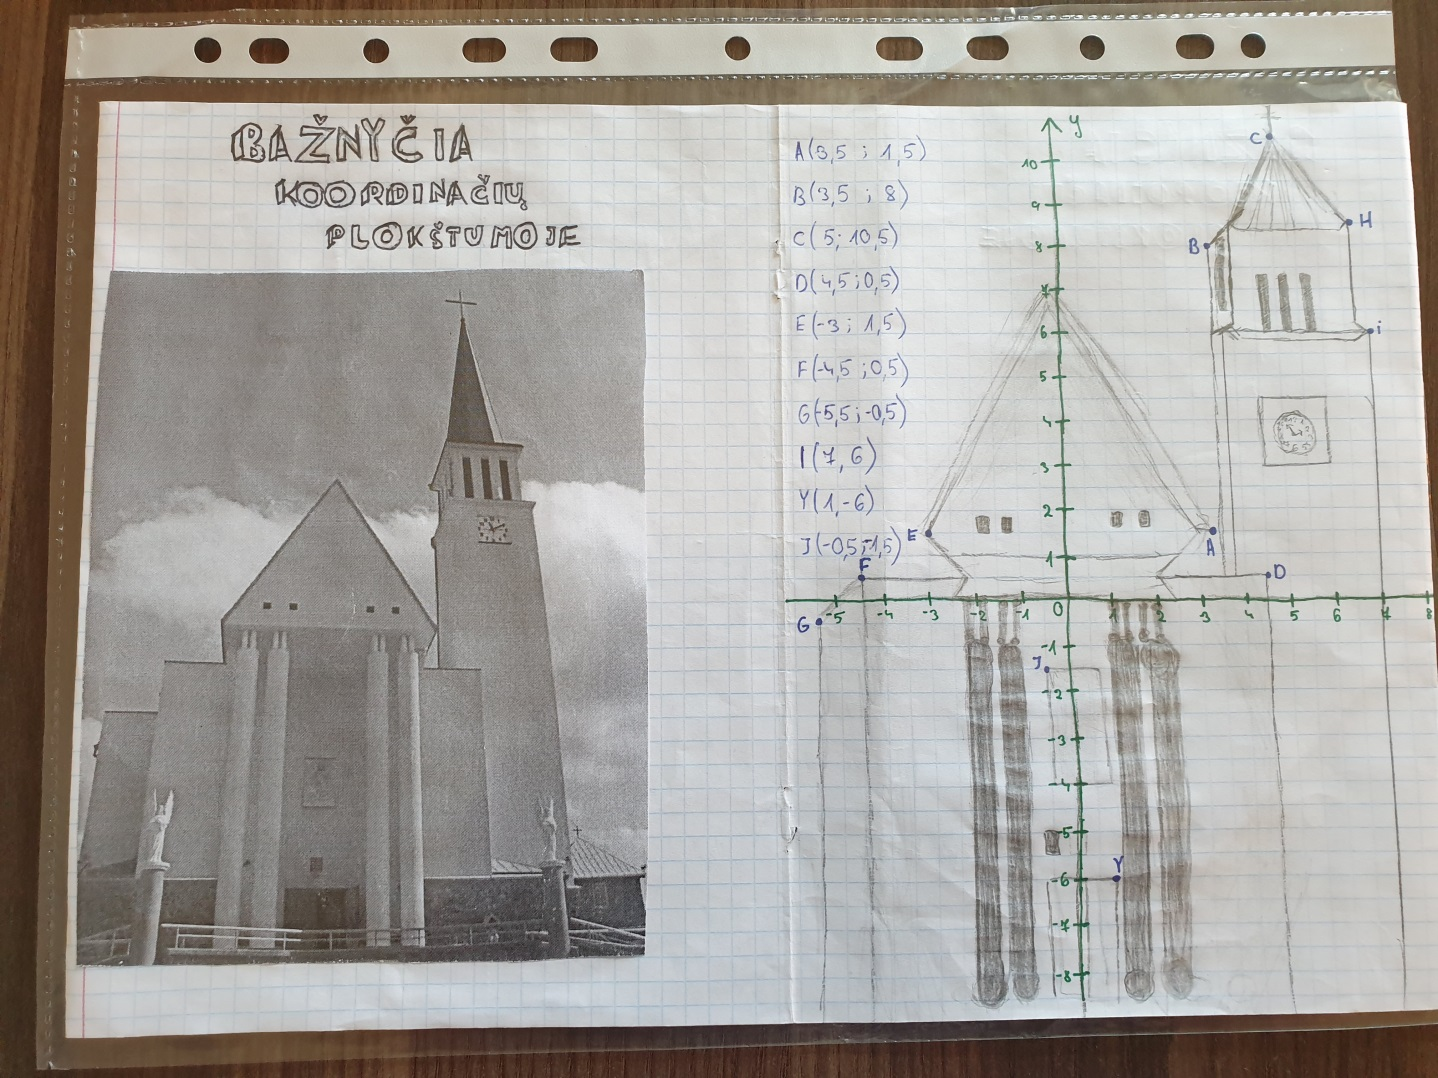 BAŽNYČIA
KOORDINAČIŲ
PLOKŠTUMOJE
A(3,5 ; 1,5)
B(3,5 ; 8)
C(5; 10,5)
D(4,5 ; 0,5)
E(-3 ; 1,5)
F(-4,5 ; 0,5)
G(-5,5 ; -0,5)
I(7, 6)
Y(1, -6)
J(-0,5; -1,5)
y
C
10
9
H
8
B
7
6
i
5
4
3
2
E
A
1
F
D
-5 -4 -3 -2 -1 0 1 2 3 4 5 6 7 8
G
-1
J
-2
-3
-4
-5
Y
-6
-7
-8